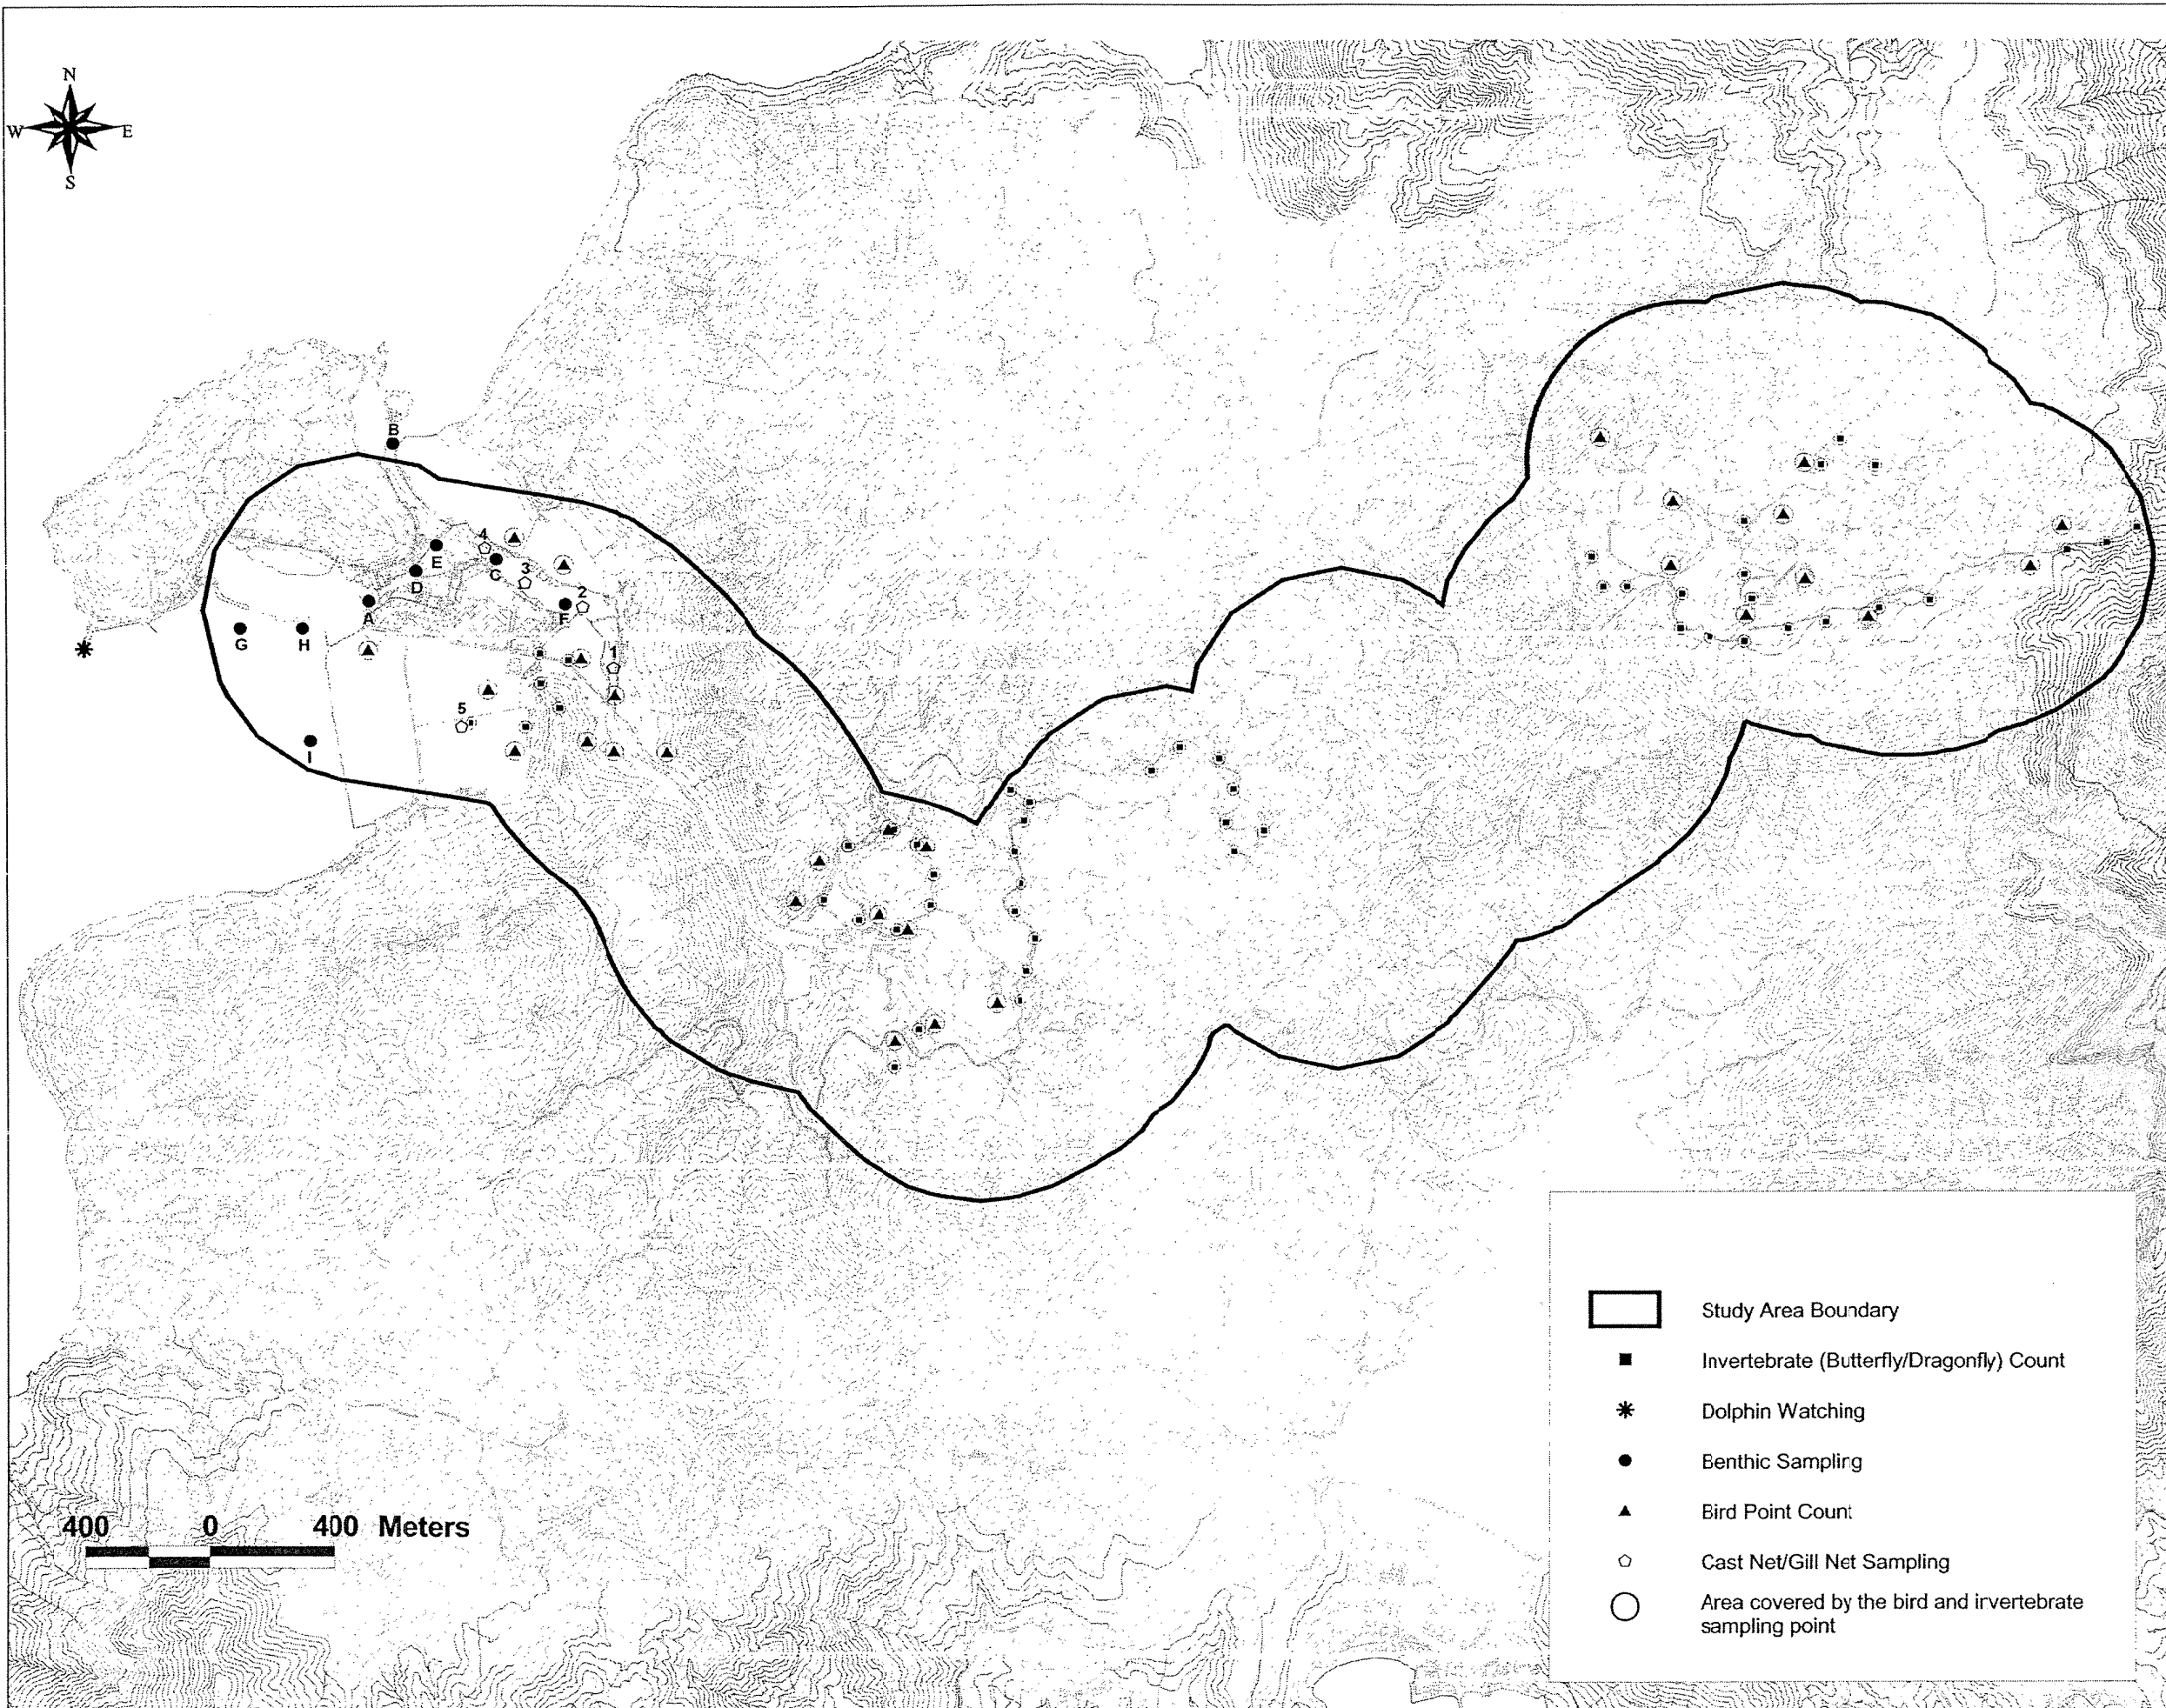 N
W E
S
B
4
E
C
3
D
2
A
F
G
H
1
5
I
400 0 400 Meters
Study Area Boundary
Invertebrate (Butterfly/Dragonfly) Count
Dolphin Watching
Benthic Sampling
Bird Point Count
Cast Net/Gill Net Sampling
Area covered by the bird and invertebrate
sampling point